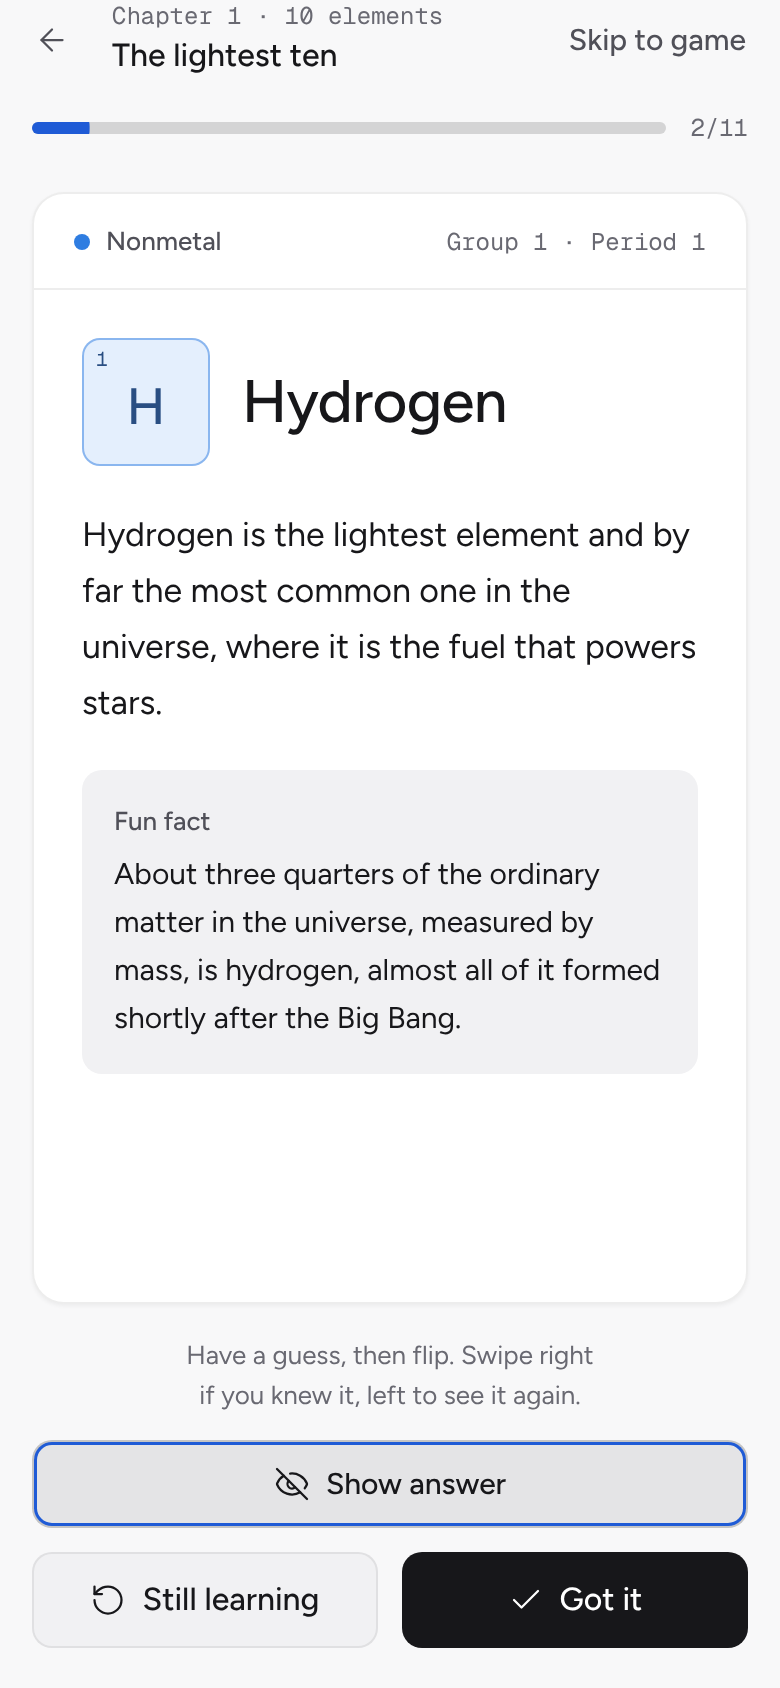 Chapter 1 · 10 elements
The lightest ten
Skip to game
2/11
Nonmetal
Group 1 · Period 1
1
H
Hydrogen
Hydrogen is the lightest element and by
far the most common one in the
universe, where it is the fuel that powers
stars.
Fun fact
About three quarters of the ordinary
matter in the universe, measured by
mass, is hydrogen, almost all of it formed
shortly after the Big Bang.
Have a guess, then flip. Swipe right
if you knew it, left to see it again.
Show answer
Still learning
Got it